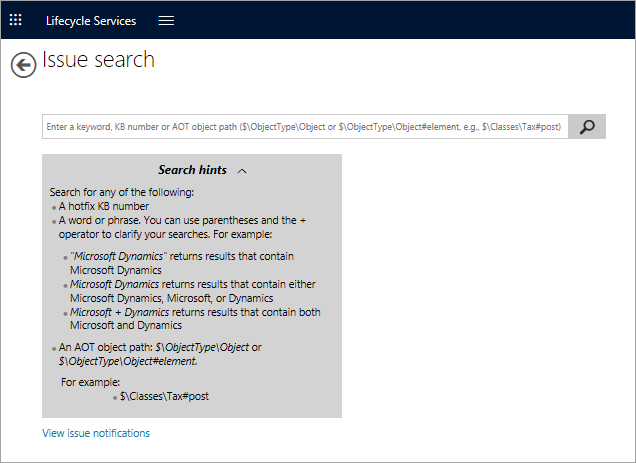 Lifecycle Services
Issue search
Enter a keyword, KB number or AOT object path ($\ObjectType\Object or $\ObjectType\Object#element, e.g., $\Classes\Tax#post)
Search hints
Search for any of the following:
A hotfix KB number
A word or phrase. You can use parentheses and the +
operator to clarify your searches. For example:
"Microsoft Dynamics" returns results that contain
Microsoft Dynamics
Microsoft Dynamics returns results that contain either
Microsoft Dynamics, Microsoft, or Dynamics
Microsoft + Dynamics returns results that contain both
Microsoft and Dynamics
An AOT object path: $\ObjectType\Object or
$\ObjectType\Object#element.
For example:
$\Classes\Tax#post
View issue notifications